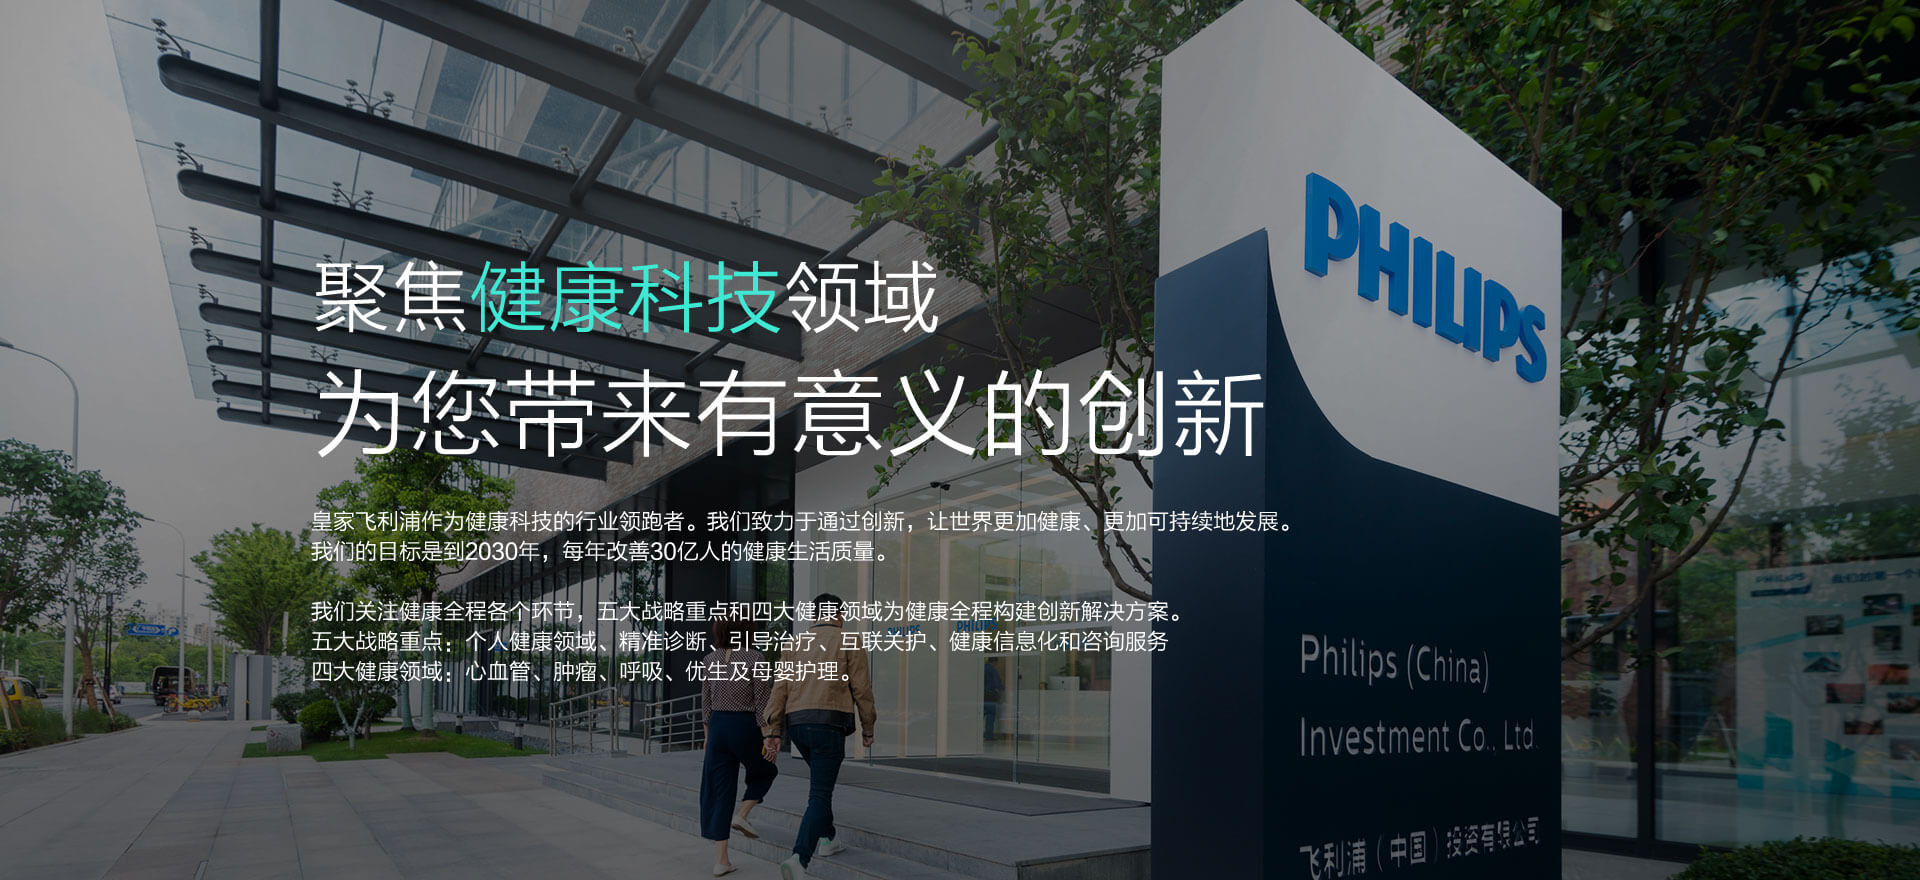 聚焦健康科技领域
为您带来有意义的创新
皇家飞利浦作为健康科技的行业领跑者。我们致力于通过创新，让世界更加健康、更加可持续地发展。
我们的目标是到2030年，每年改善30亿人的健康生活质量。
我们关注健康全程各个环节，五大战略重点和四大健康领域为健康全程构建创新解决方案。
五大战略重点：个人健康领域、精准诊断、引导治疗、互联关护、健康信息化和咨询服务
四大健康领域：心血管、肿瘤、呼吸、优生及母婴护理。
PHILIPS
Philips (China)
Investment Co., Ltd.
飞利浦（中国）投资有限公司